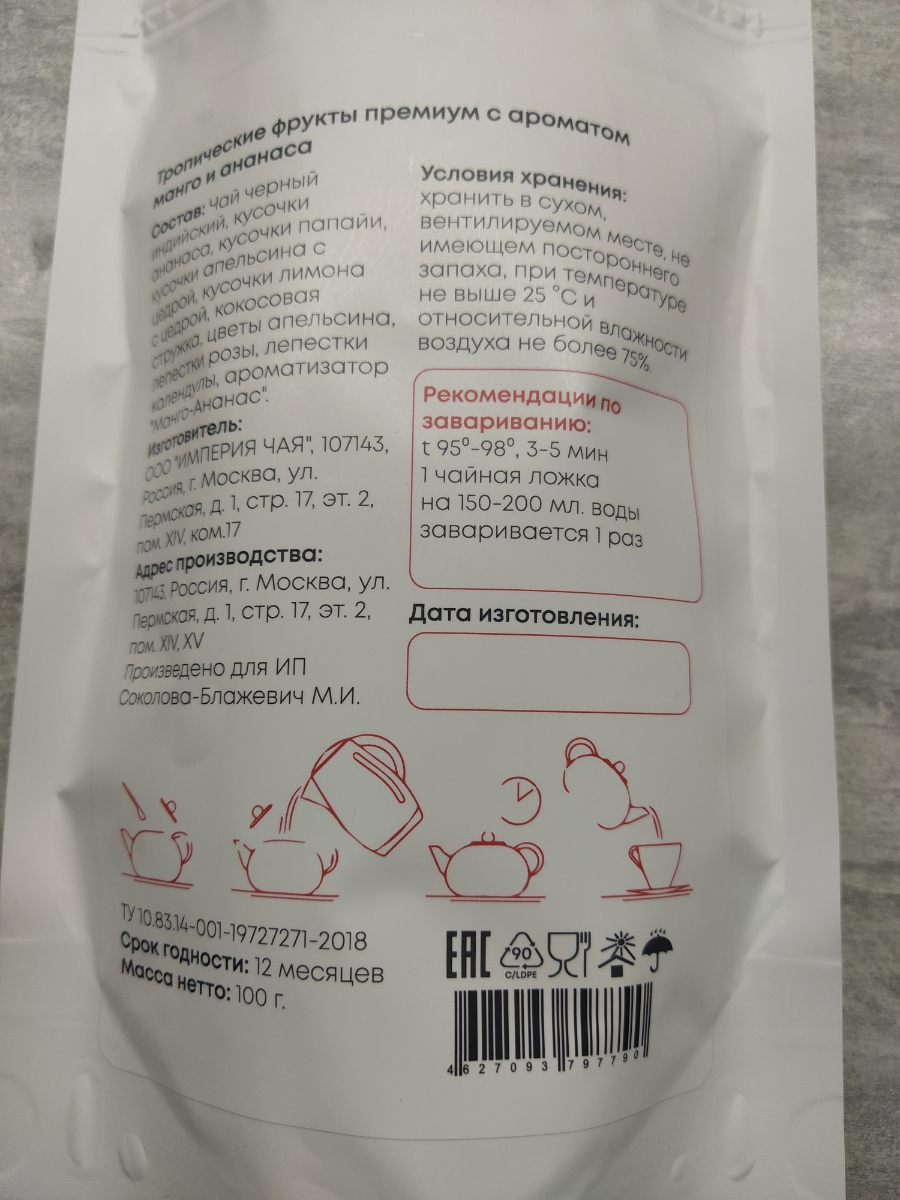 Тропические фрукты премиум с ароматом
манго и ананаса
Состав: Чай черный
индийский, кусочки
ананаса, кусочки папайи,
кусочки апельсина с
цедрой, кусочки лимона
с цедрой, кокосовая
стружка, цветы апельсина,
лепестки розы, лепестки
календулы, ароматизатор
"Манго-Ананас".
Изготовитель:
ООО "ИМПЕРИЯ ЧАЯ", 107143,
Россия, г. Москва, ул.
Пермская, д. 1, стр. 17, эт. 2,
пом. XIV, ком.17
Адрес производства:
107143, Россия, г. Москва, ул.
Пермская, д. 1, стр. 17, эт. 2,
пом. XIV, XV
Произведено для ИП
Соколова-Блажевич М.И.
Условия хранения:
хранить в сухом,
вентилируемом месте, не
имеющем постороннего
запаха, при температуре
не выше 25 °C и
относительной влажности
воздуха не более 75%.
Рекомендации по
завариванию:
t 95⁰-98⁰, 3-5 мин
1 чайная ложка
на 150-200 мл. воды
заваривается 1 раз
Дата изготовления:
ТУ 10.83.14-001-19727271-2018
Срок годности: 12 месяцев
Масса нетто: 100 г.
EAC
90
C/LDPE
4 627093 797790